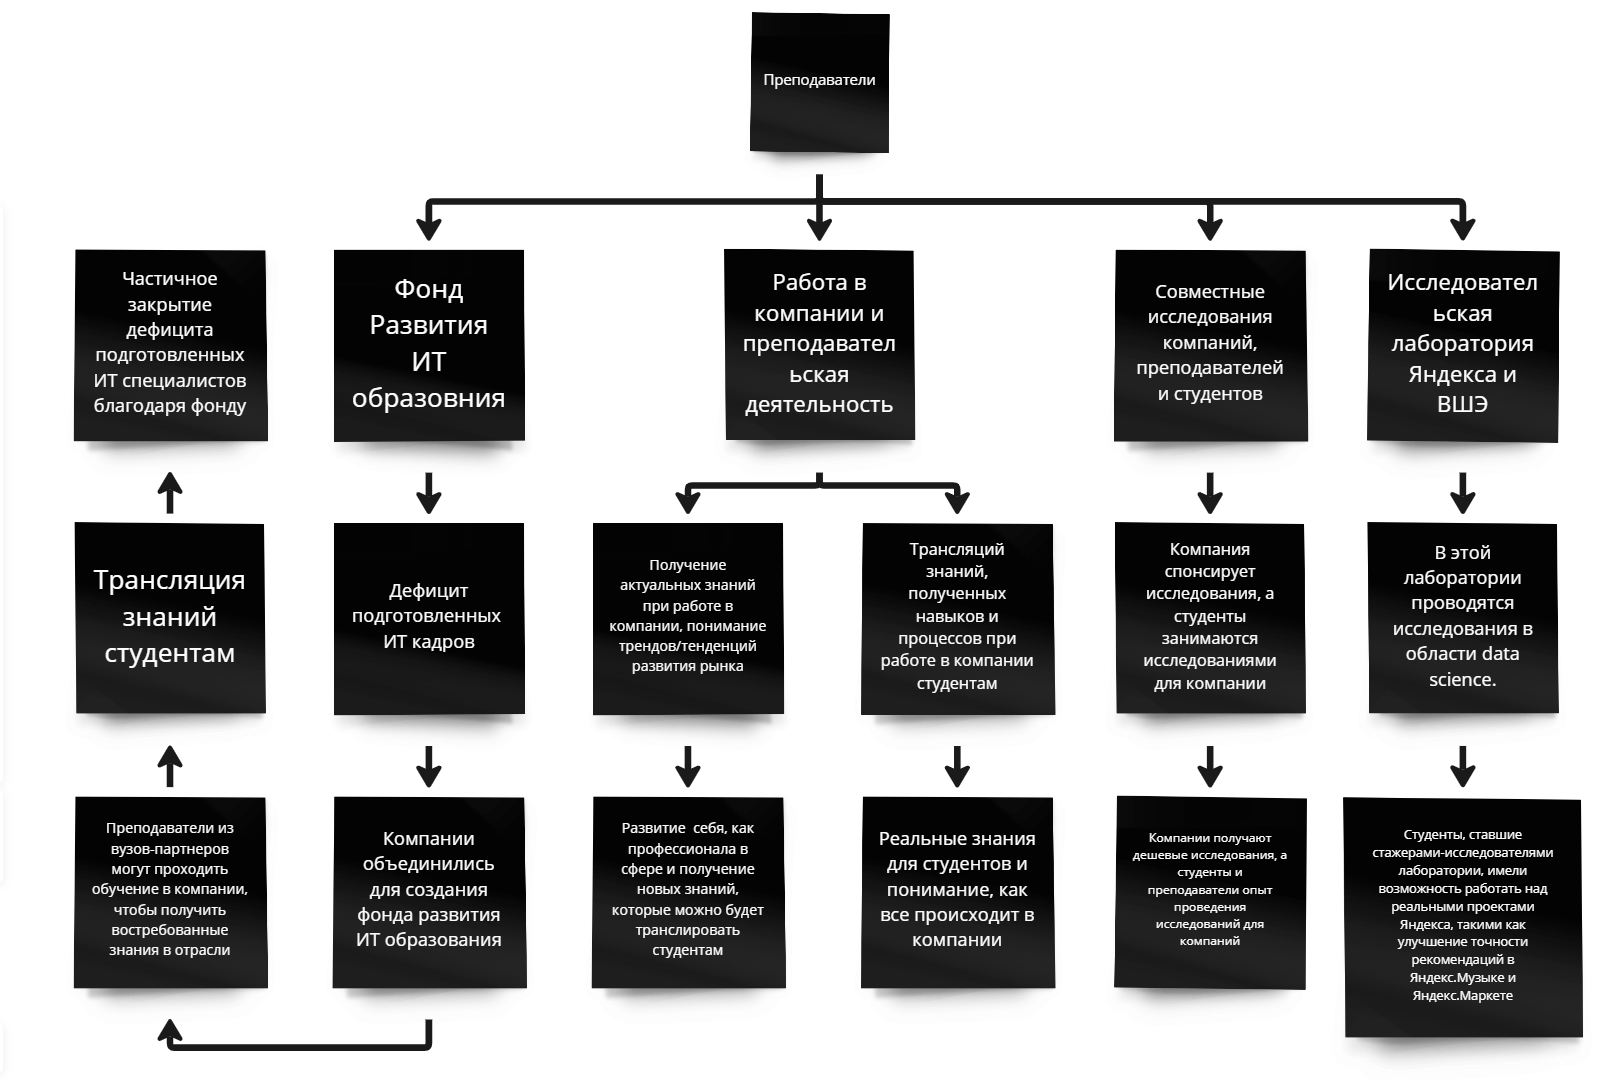 Преподаватели
Частичное
закрытие
дефицита
подготовленных
ИТ специалистов
благодаря фонду
Фонд
Развития
ИТ
образовния
Работа в
компании и
преподавател
ьская
деятельность
Совместные
исследования
компаний,
преподавателей
и студентов
Исследовател
ьская
лаборатория
Яндекса и
ВШЭ
Трансляция
знаний
студентам
Дефицит
подготовленных
ИТ кадров
Получение
актуальных знаний
при работе в
компании, понимание
трендов/тенденций
развития рынка
Трансляций
знаний,
полученных
навыков и
процессов при
работе в компании
студентам
Компания
спонсирует
исследования, а
студенты
занимаются
исследованиями
для компании
В этой
лаборатории
проводятся
исследования в
области data
science.
Преподаватели из
вузов-партнеров
могут проходить
обучение в компании,
чтобы получить
востребованные
знания в отрасли
Компании
объединились
для создания
фонда развития
ИТ образования
Развитие  себя, как
профессионала в
сфере и получение
новых знаний,
которые можно будет
транслировать
студентам
Реальные знания
для студентов и
понимание, как
все происходит в
компании
Компании получают
дешевые исследования, а
студенты и
преподаватели опыт
проведения
исследований для
компаний
Студенты, ставшие
стажерами-исследователями
лаборатории, имели
возможность работать над
реальными проектами
Яндекса, такими как
улучшение точности
рекомендаций в
Яндекс.Музыке и
Яндекс.Маркете